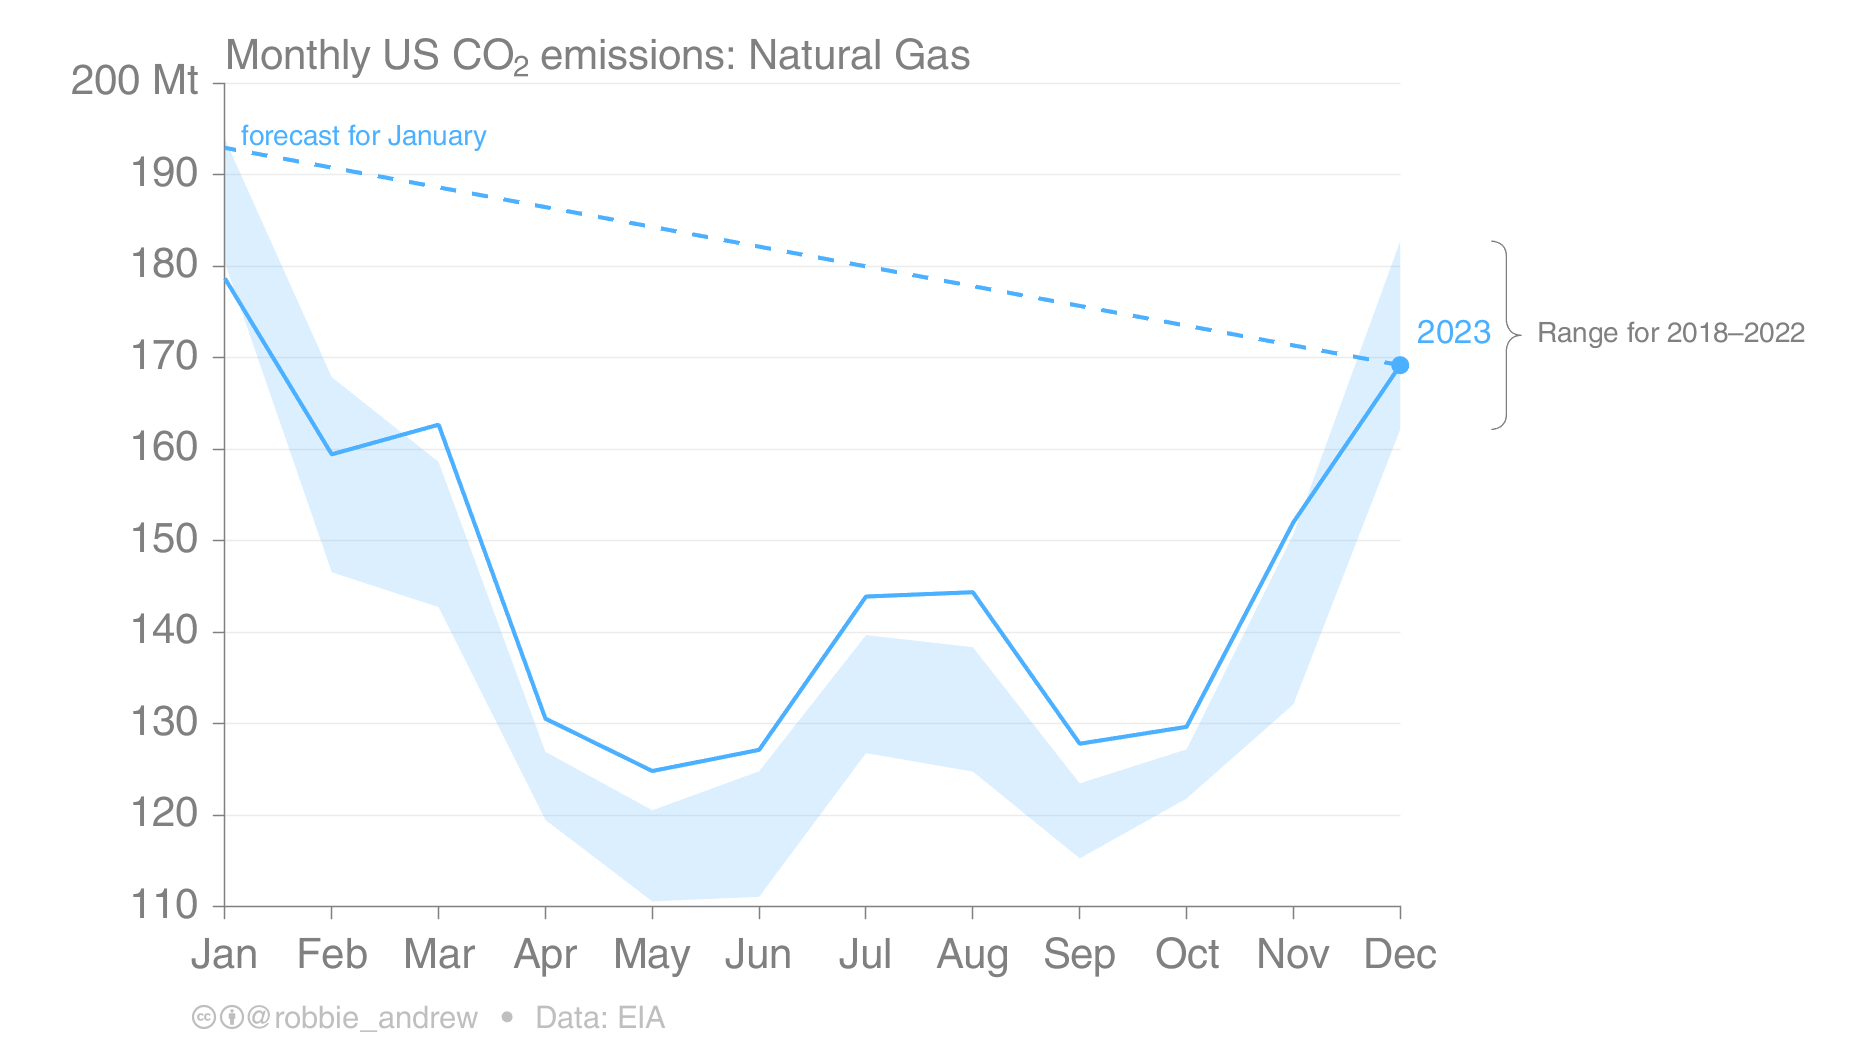 Monthly US CO₂ emissions: Natural Gas
200 Mt
forecast for January
190
180
2023
Range for 2018–2022
170
160
150
140
130
120
110
Jan Feb Mar Apr May Jun Jul Aug Sep Oct Nov Dec
@robbie_andrew • Data: EIA